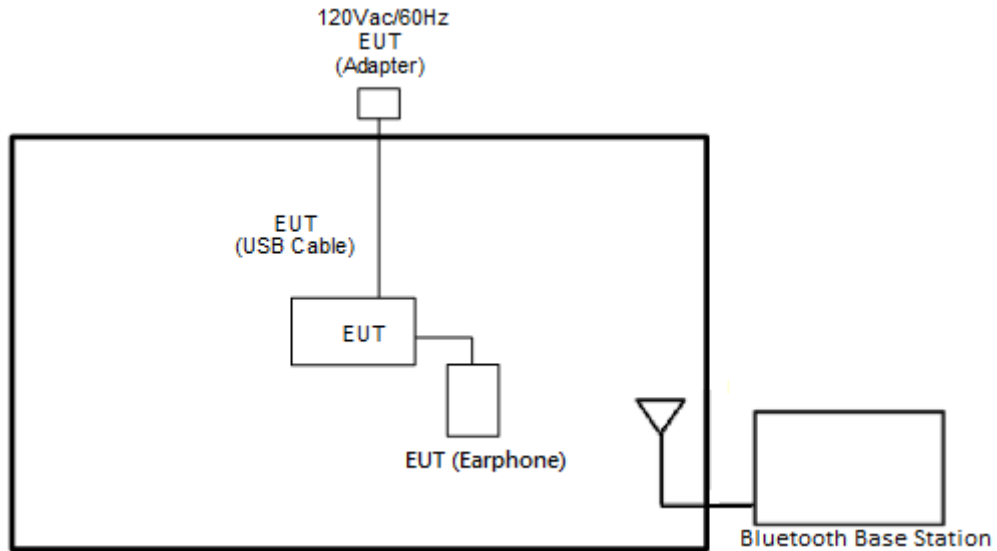 120Vac/60Hz
EUT
(Adapter)
EUT
(USB Cable)
EUT
EUT (Earphone)
Bluetooth Base Station